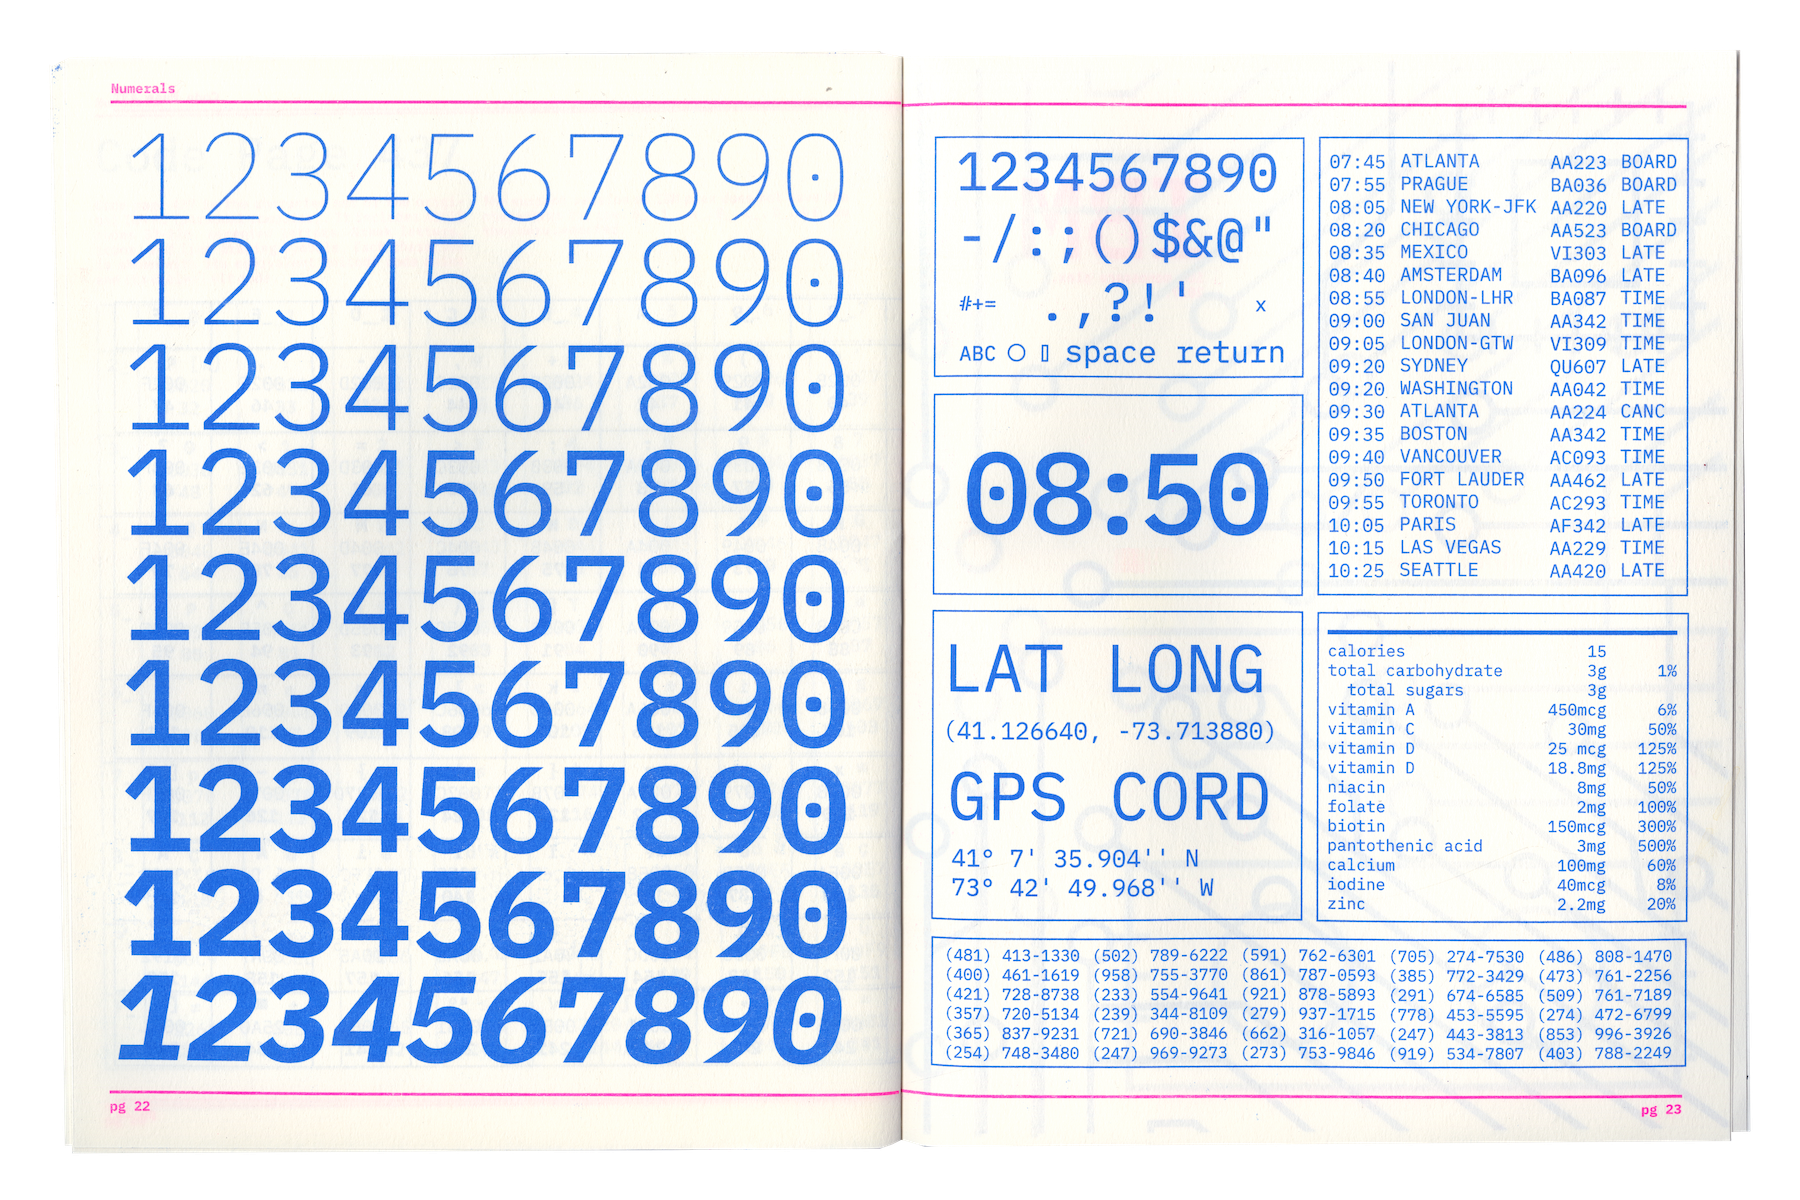 Numerals
1234567890
1234567890
1234567890
1234567890
1234567890
1234567890
1234567890
1234567890
1234567890
pg 22
1234567890
-/:;()$&@"
#+= .,?!' x
ABC ○ ▯ space return
08:50
LAT LONG
(41.126640, -73.713880)
GPS CORD
41° 7' 35.904'' N
73° 42' 49.968'' W
07:45 ATLANTA AA223 BOARD
07:55 PRAGUE BA036 BOARD
08:05 NEW YORK-JFK AA220 LATE
08:20 CHICAGO AA523 BOARD
08:35 MEXICO VI303 LATE
08:40 AMSTERDAM BA096 LATE
08:55 LONDON-LHR BA087 TIME
09:00 SAN JUAN AA342 TIME
09:05 LONDON-GTW VI309 TIME
09:20 SYDNEY QU607 LATE
09:20 WASHINGTON AA042 TIME
09:30 ATLANTA AA224 CANC
09:35 BOSTON AA342 TIME
09:40 VANCOUVER AC093 TIME
09:50 FORT LAUDER AA462 LATE
09:55 TORONTO AC293 TIME
10:05 PARIS AF342 LATE
10:15 LAS VEGAS AA229 TIME
10:25 SEATTLE AA420 LATE
calories 15
total carbohydrate 3g 1%
total sugars 3g
vitamin A 450mcg 6%
vitamin C 30mg 50%
vitamin D 25 mcg 125%
vitamin D 18.8mg 125%
niacin 8mg 50%
folate 2mg 100%
biotin 150mcg 300%
pantothenic acid 3mg 500%
calcium 100mg 60%
iodine 40mcg 8%
zinc 2.2mg 20%
(481) 413-1330 (502) 789-6222 (591) 762-6301 (705) 274-7530 (486) 808-1470
(400) 461-1619 (958) 755-3770 (861) 787-0593 (385) 772-3429 (473) 761-2256
(421) 728-8738 (233) 554-9641 (921) 878-5893 (291) 674-6585 (509) 761-7189
(357) 720-5134 (239) 344-8109 (279) 937-1715 (778) 453-5595 (274) 472-6799
(365) 837-9231 (721) 690-3846 (662) 316-1057 (247) 443-3813 (853) 996-3926
(254) 748-3480 (247) 969-9273 (273) 753-9846 (919) 534-7807 (403) 788-2249
pg 23